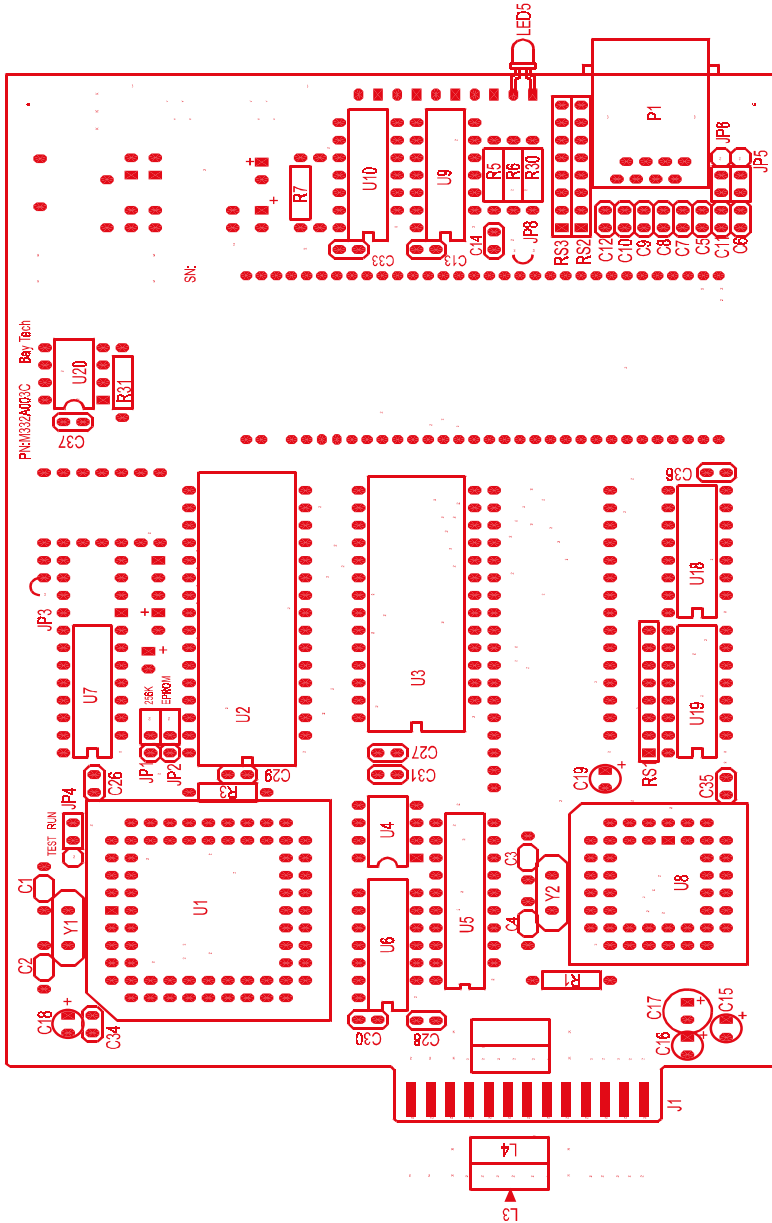 LED5
P1
JP6
JP5
U10
U9
R5
R6
R30
R7
RS3
RS2
C12
C10
C9
C8
C7
C5
C11
C6
C33
C13
C14
JP8
SN:
PN:M332A003C Bay Tech
U20
R31
C37
C36
JP3
U7
256K
EPROM
JP1
JP2
U2
U3
U18
U19
RS1
C29
R3
C27
C31
C19
C35
C26
JP4
TEST RUN
C1
C2
Y1
U1
U4
U6
U5
C3
C4
Y2
U8
R1
C18
C34
C30
C28
C17
C16
C15
J1
L4
L3